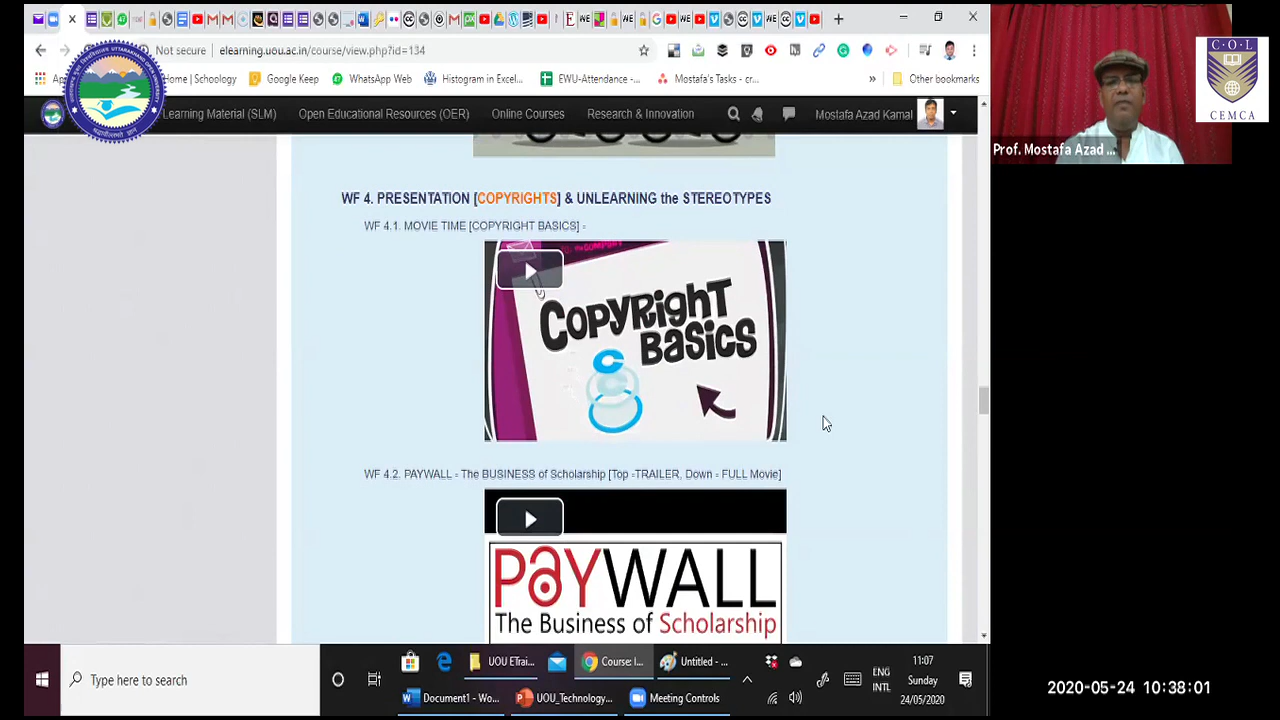 Not secure elearning.uou.ac.in/course/view.php?id=134
Home | Schoology Google Keep WhatsApp Web Histogram in Excel... EWU-Attendance -... Mostafa's Tasks - cr... » Other bookmarks
Learning Material (SLM) Open Educational Resources (OER) Online Courses Research & Innovation Mostafa Azad Kamal
C·O·L
CEMCA
Prof. Mostafa Azad ...
WF 4. PRESENTATION [COPYRIGHTS] & UNLEARNING the STEREOTYPES
WF 4.1. MOVIE TIME [COPYRIGHT BASICS] -
COPYRIGHT
BASICS
WF 4.2. PAYWALL - The BUSINESS of Scholarship [Top -TRAILER, Down - FULL Movie]
PAYWALL
The Business of Scholarship
Type here to search
UOU ETrai...
Course: I...
Untitled - ...
Document1 - Wo...
UOU_Technology...
Meeting Controls
ENG
INTL
11:07
Sunday
24/05/2020
2020-05-24 10:38:01